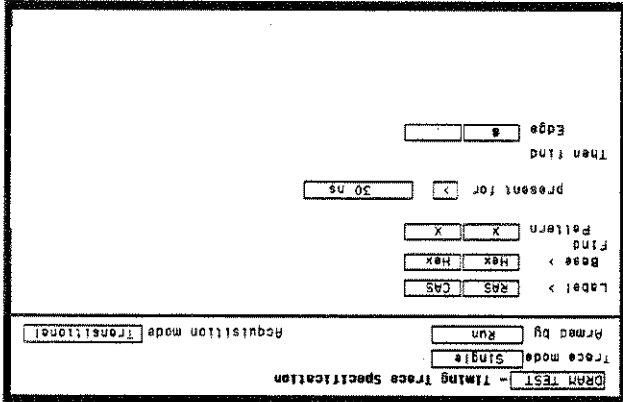 DRAM TEST - Timing Trace Specification
Trace mode Single
Armed by Run Acquisition mode Transitional
Label > RAS CAS
Base > Hex Hex
Find
Pattern X X
present for > 30 ns
Then find
Edge $ .